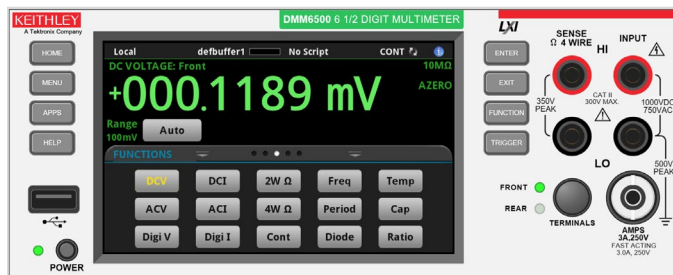 KEITHLEY
A Tektronix Company
DMM6500 6 1/2 DIGIT MULTIMETER
LXI
HOME
MENU
APPS
HELP
POWER
Local defbuffer1 No Script CONT
DC VOLTAGE: Front 10MΩ
+000.1189 mV
AZERO
Range
100mV
Auto
FUNCTIONS
DCV DCI 2W Ω Freq Temp
ACV ACI 4W Ω Period Cap
Digi V Digi I Cont Diode Ratio
ENTER
EXIT
FUNCTION
TRIGGER
SENSE
Ω 4 WIRE
INPUT
HI
350V
PEAK
CAT II
300V MAX.
1000VDC
750VAC
LO
500V
PEAK
FRONT
REAR
TERMINALS
AMPS
3A,250V
FAST ACTING
3.0A, 250V